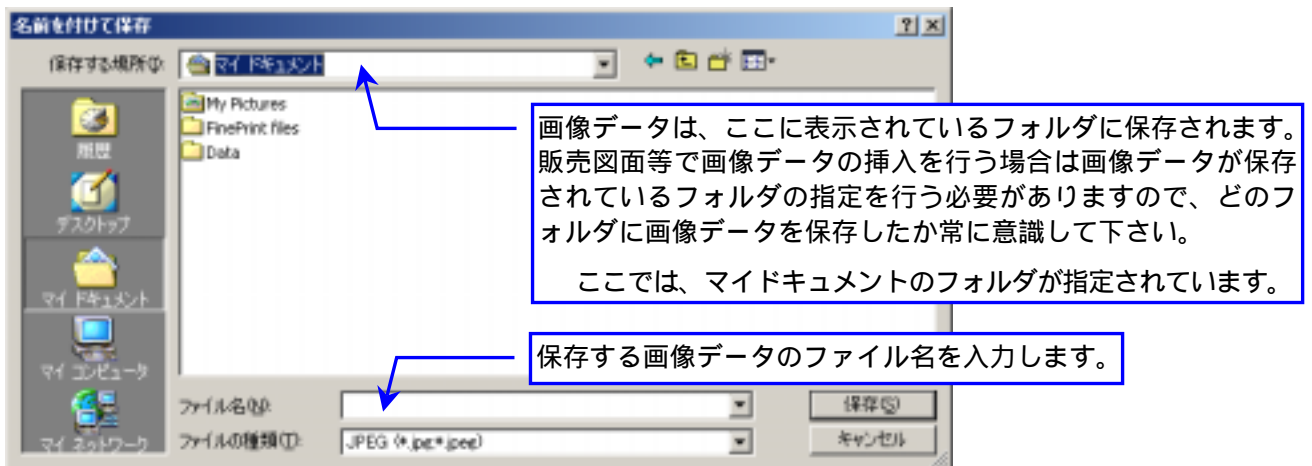 名前を付けて保存
保存する場所(I):
マイ ドキュメント
My Pictures
FinePrint files
Data
履歴
デスクトップ
マイ ドキュメント
マイ コンピュータ
マイ ネットワーク
画像データは、ここに表示されているフォルダに保存されます。
販売図面等で画像データの挿入を行う場合は画像データが保存
されているフォルダの指定を行う必要がありますので、どのフ
ォルダに画像データを保存したか常に意識して下さい。
ここでは、マイドキュメントのフォルダが指定されています。
保存する画像データのファイル名を入力します。
ファイル名(N):
保存(S)
ファイルの種類(T):
JPEG (*.jpg;*.jpeg)
キャンセル